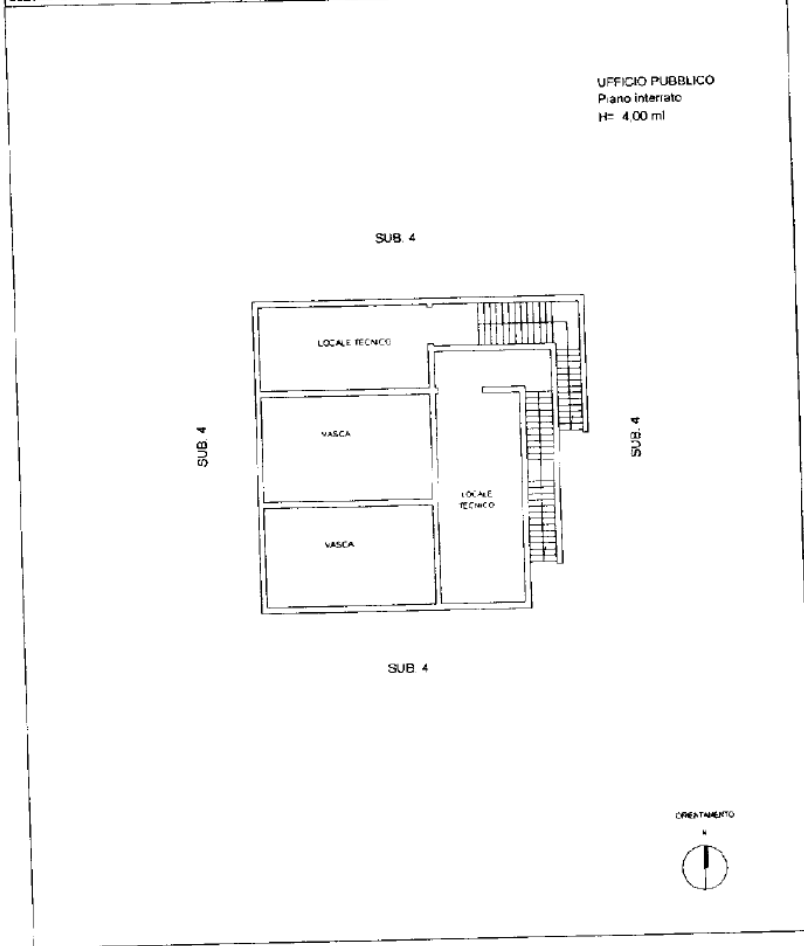 UFFICIO PUBBLICO
Piano interrato
H= 4,00 ml
SUB. 4
LOCALE TECNICO
SUB. 4
VASCA
SUB. 4
LOCALE
TECNICO
VASCA
SUB. 4
ORIENTAMENTO
N